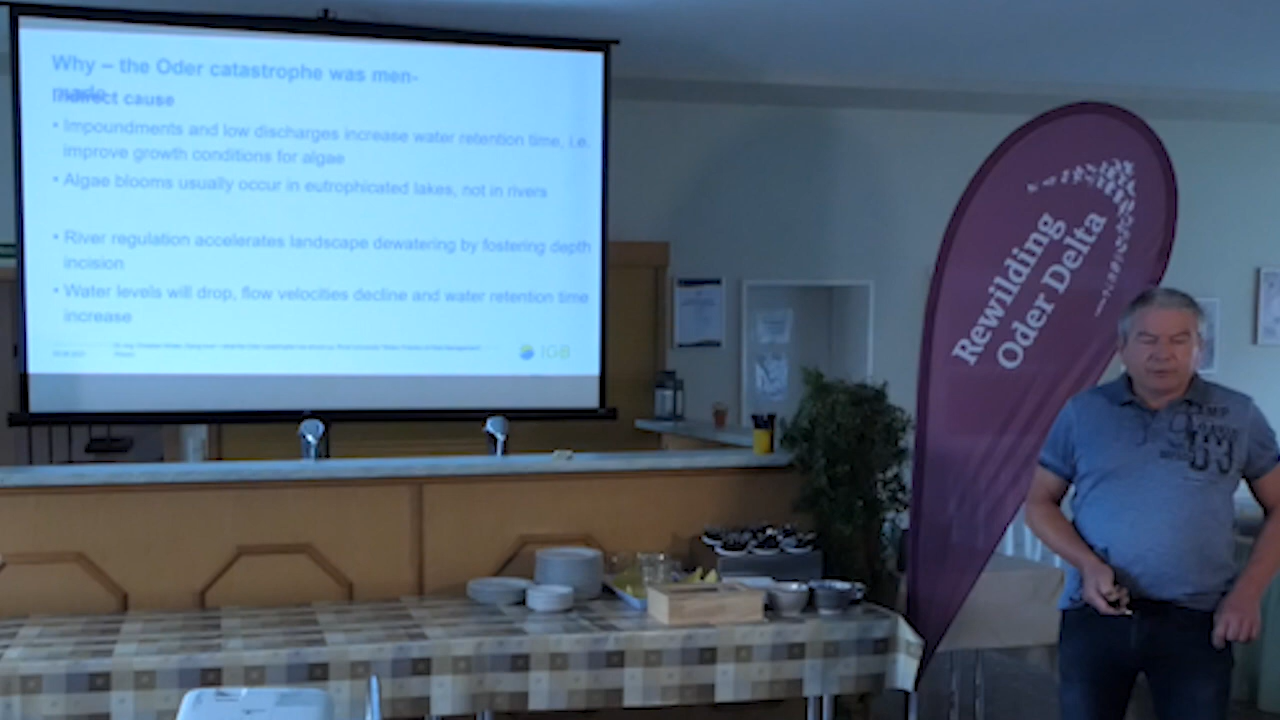 Why – the Oder catastrophe was men-
made
Indirect cause
• Impoundments and low discharges increase water retention time, i.e.
improve growth conditions for algae
• Algae blooms usually occur in eutrophicated lakes, not in rivers
• River regulation accelerates landscape dewatering by fostering depth
incision
• Water levels will drop, flow velocities decline and water retention time
increase
IGB
Rewilding
Oder Delta
CAMP